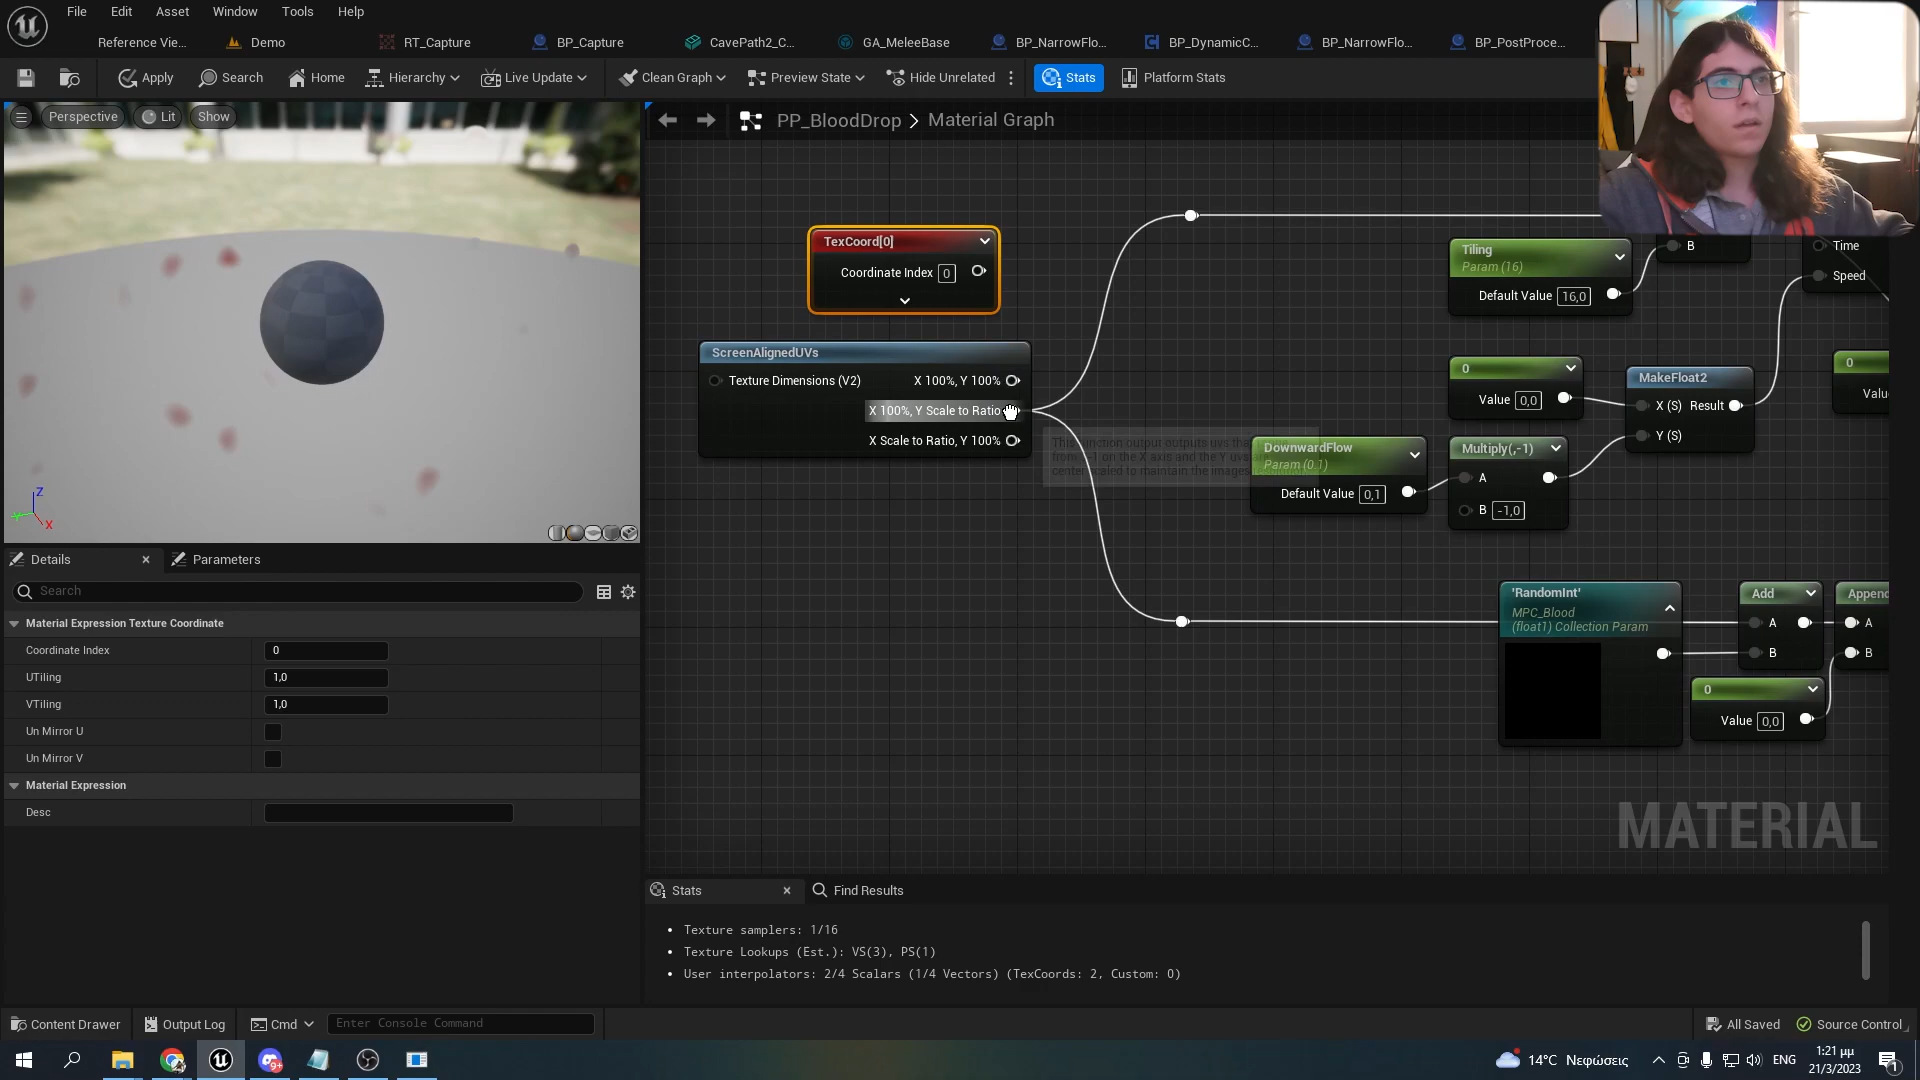 File Edit Asset Window Tools Help
Reference Vie... Demo RT_Capture BP_Capture CavePath2_C... GA_MeleeBase BP_NarrowFlo... BP_DynamicC... BP_NarrowFlo... BP_PostProce...
Apply Search Home Hierarchy Live Update Clean Graph Preview State Hide Unrelated Stats Platform Stats
Perspective Lit Show
PP_BloodDrop > Material Graph
TexCoord[0]
Coordinate Index 0
ScreenAlignedUVs
Texture Dimensions (V2) X 100%, Y 100%
X 100%, Y Scale to Ratio
X Scale to Ratio, Y 100%
Tiling
Param (16)
Default Value 16,0
B
Time
Speed
0
Value 0,0
MakeFloat2
X (S) Result
Y (S)
0
Valu
DownwardFlow
Param (0.1)
Default Value 0,1
Multiply(,-1)
A
B -1,0
'RandomInt'
MPC_Blood
(float1) Collection Param
Add
A
B
Append
A
B
0
Value 0,0
MATERIAL
Z
X
Details Parameters
Search
Material Expression Texture Coordinate
Coordinate Index 0
UTiling 1,0
VTiling 1,0
Un Mirror U
Un Mirror V
Material Expression
Desc
Stats Find Results
Texture samplers: 1/16
Texture Lookups (Est.): VS(3), PS(1)
User interpolators: 2/4 Scalars (1/4 Vectors) (TexCoords: 2, Custom: 0)
Content Drawer Output Log Cmd Enter Console Command All Saved Source Control
9+ 14°C Νεφώσεις ENG 1:21 μμ
21/3/2023 1